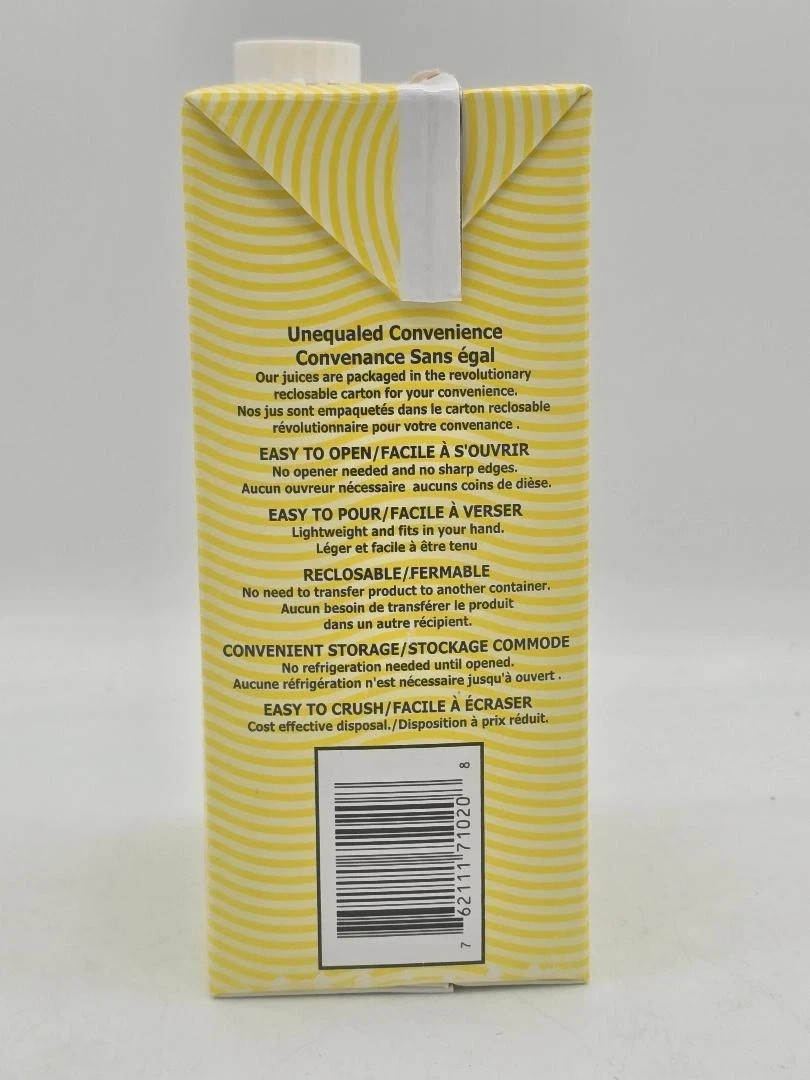 Unequaled Convenience
Convenance Sans égal
Our juices are packaged in the revolutionary
reclosable carton for your convenience.
Nos jus sont empaquetés dans le carton reclosable
révolutionnaire pour votre convenance .
EASY TO OPEN/FACILE À S'OUVRIR
No opener needed and no sharp edges.
Aucun ouvreur nécessaire aucuns coins de dièse.
EASY TO POUR/FACILE À VERSER
Lightweight and fits in your hand.
Léger et facile à être tenu
RECLOSABLE/FERMABLE
No need to transfer product to another container.
Aucun besoin de transférer le produit
dans un autre récipient.
CONVENIENT STORAGE/STOCKAGE COMMODE
No refrigeration needed until opened.
Aucune réfrigération n'est nécessaire jusqu'à ouvert .
EASY TO CRUSH/FACILE À ÉCRASER
Cost effective disposal./Disposition à prix réduit.
7 62111 71020 8